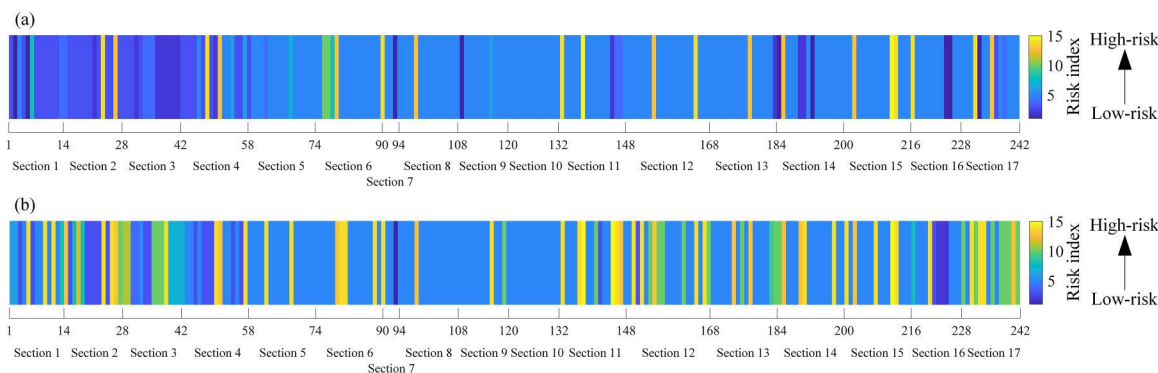 (a)
15
10
5
Risk index
High-risk
Low-risk
1 14 28 42 58 74 90 94 108 120 132 148 168 184 200 216 228 242
Section 1 Section 2 Section 3 Section 4 Section 5 Section 6 Section 8 Section 9 Section 10 Section 11 Section 12 Section 13 Section 14 Section 15 Section 16 Section 17
Section 7
(b)
15
10
5
Risk index
High-risk
Low-risk
1 14 28 42 58 74 90 94 108 120 132 148 168 184 200 216 228 242
Section 1 Section 2 Section 3 Section 4 Section 5 Section 6 Section 8 Section 9 Section 10 Section 11 Section 12 Section 13 Section 14 Section 15 Section 16 Section 17
Section 7